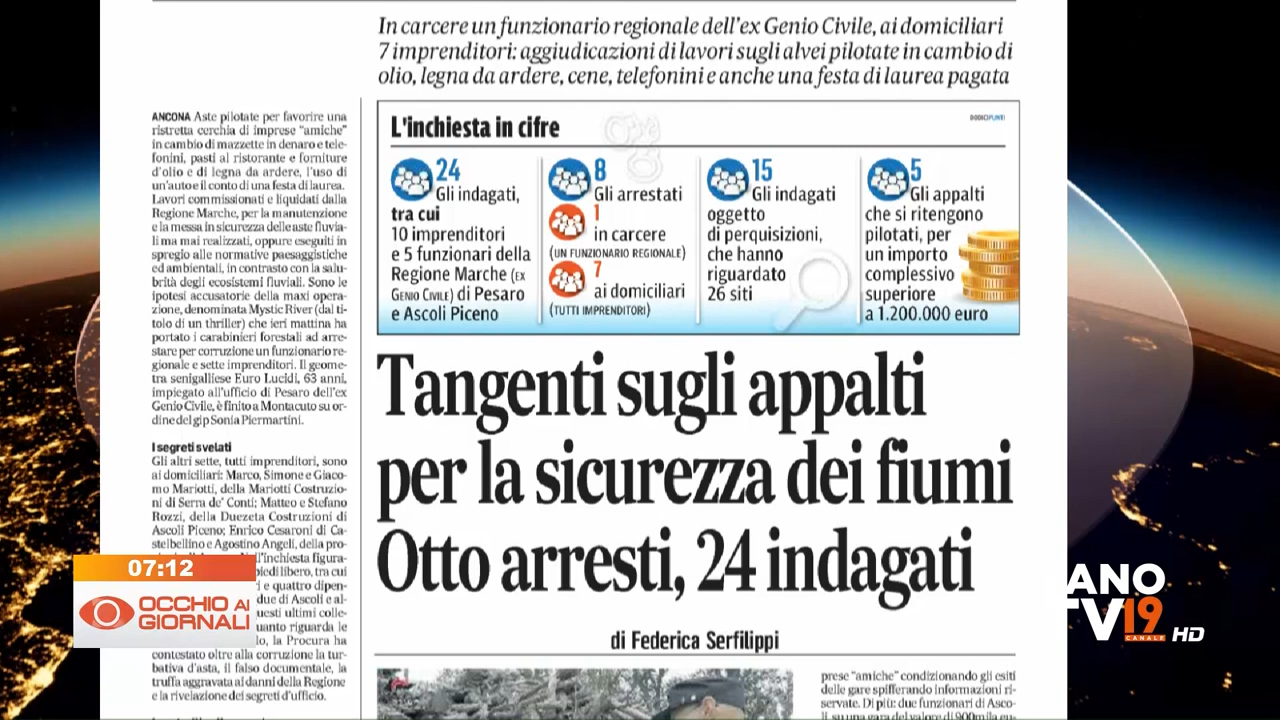 In carcere un funzionario regionale dell'ex Genio Civile, ai domiciliari
7 imprenditori: aggiudicazioni di lavori sugli alvei pilotate in cambio di
olio, legna da ardere, cene, telefonini e anche una festa di laurea pagata
ANCONA Aste pilotate per favorire una
ristretta cerchia di imprese "amiche"
in cambio di mazzette in denaro e tele-
fonini, pasti al ristorante e forniture
d'olio e di legna da ardere, l'uso di
un'auto e il conto di una festa di laurea.
Lavori commissionati e liquidati dalla
Regione Marche, per la manutenzione
e la messa in sicurezza delle aste fluvia-
li ma mai realizzati, oppure eseguiti in
spregio alle normative paesaggistiche
ed ambientali, in contrasto con la salu-
brità degli ecosistemi fluviali. Sono le
ipotesi accusatorie della maxi opera-
zione, denominata Mystic River (dal ti-
tolo di un thriller) che ieri mattina ha
portato i carabinieri forestali ad arre-
stare per corruzione un funzionario re-
gionale e sette imprenditori. Il geome-
tra senigalliese Euro Lucidi, 63 anni,
impiegato all'ufficio di Pesaro dell'ex
Genio Civile, è finito a Montacuto su or-
dine del gip Sonia Piermartini.
I segreti svelati
Gli altri sette, tutti imprenditori, sono
ai domiciliari: Marco, Simone e Giaco-
mo Mariotti, della Mariotti Costruzio-
ni di Serra de' Conti; Matteo e Stefano
Rozzi, della Duezeta Costruzioni di
Ascoli Piceno; Enrico Cesaroni di Ca-
stelbellino e Agostino Angeli, della pro-
l'inchiesta figura-
piedi libero, tra cui
i e quattro dipen-
due di Ascoli e al-
uesti ultimi colle-
uanto riguarda le
lo, la Procura ha
contestato oltre alla corruzione la tur-
bativa d'asta, il falso documentale, la
truffa aggravata ai danni della Regione
e la rivelazione dei segreti d'ufficio.
L'inchiesta in cifre
DODICIPUNTI
24
Gli indagati,
tra cui
10 imprenditori
e 5 funzionari della
Regione Marche (EX
GENIO CIVILE) di Pesaro
e Ascoli Piceno
8
Gli arrestati
1
in carcere
(UN FUNZIONARIO REGIONALE)
7
ai domiciliari
(TUTTI IMPRENDITORI)
15
Gli indagati
oggetto
di perquisizioni,
che hanno
riguardato
26 siti
5
Gli appalti
che si ritengono
pilotati, per
un importo
complessivo
superiore
a 1.200.000 euro
Tangenti sugli appalti
per la sicurezza dei fiumi
Otto arresti, 24 indagati
di Federica Serfilippi
prese "amiche" condizionando gli esiti
delle gare spifferando informazioni ri-
servate. Di più: due funzionari di Asco-
li, su una gara del valore di 900mila eu-
07:12
OCCHIO AI
GIORNALI
ANO
TV19
CANALE
HD